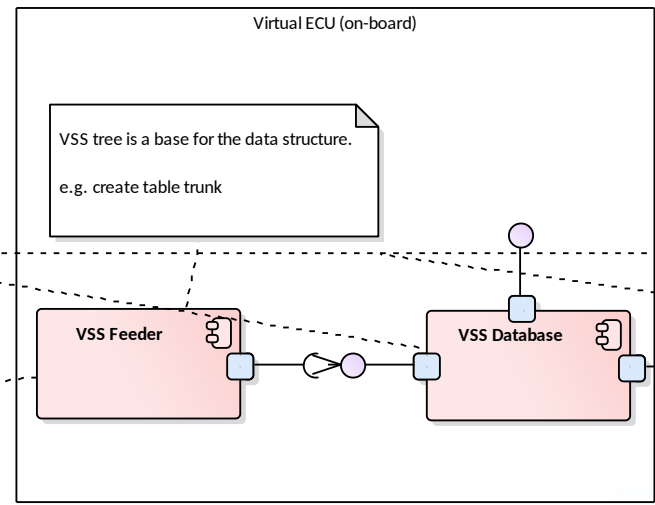 Virtual ECU (on-board)
VSS tree is a base for the data structure.
e.g. create table trunk
VSS Feeder
VSS Database